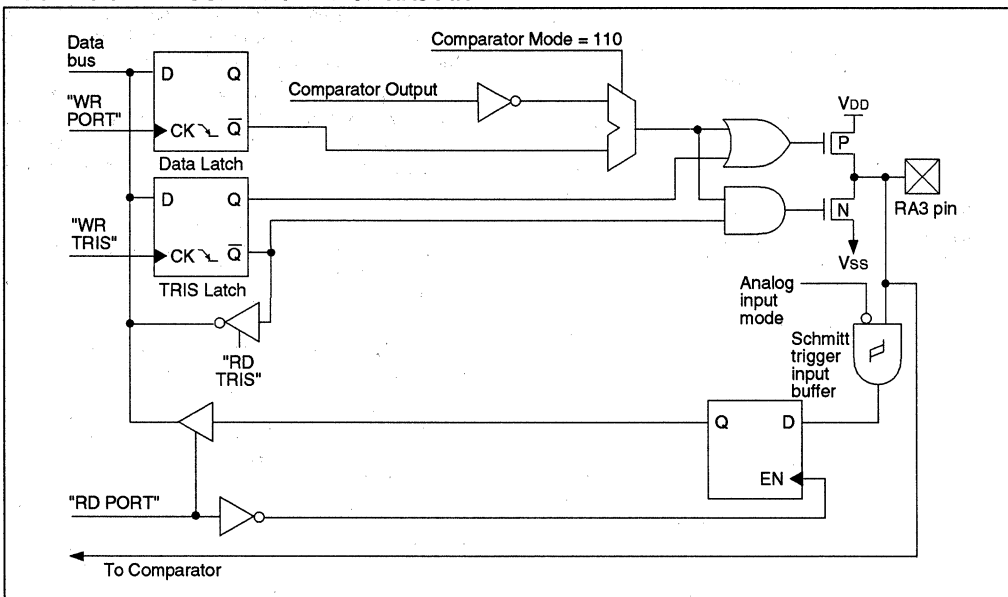 Data
bus
D Q
"WR
PORT"
CK Q
Data Latch
D Q
"WR
TRIS"
CK Q
TRIS Latch
"RD
TRIS"
Comparator Mode = 110
Comparator Output
VDD
P
RA3 pin
N
VSS
Analog
input
mode
Schmitt
trigger
input
buffer
Q D
EN
"RD PORT"
To Comparator